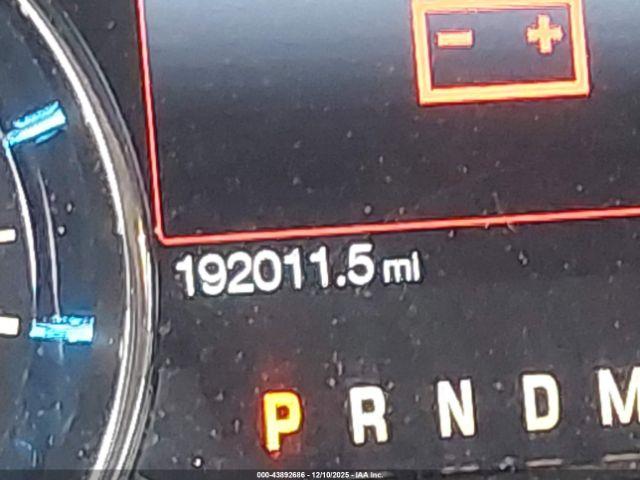 - +
192011.5 mi
P R N D M
000-43892686 - 12/10/2025 - IAA Inc.